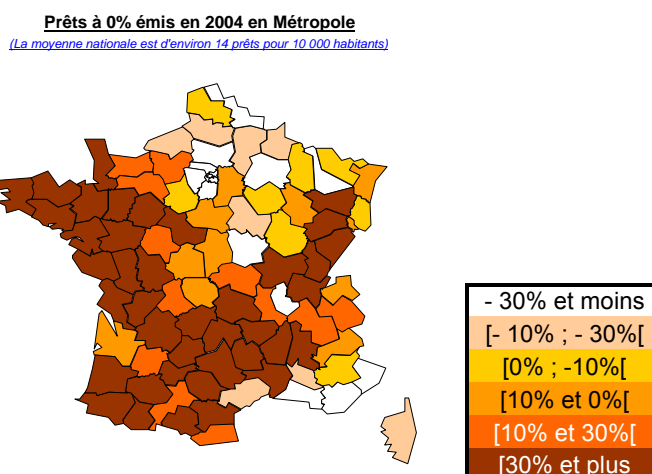 Prêts à 0% émis en 2004 en Métropole
(La moyenne nationale est d'environ 14 prêts pour 10 000 habitants)
- 30% et moins
[- 10% ; - 30%[
[0% ; -10%[
[10% et 0%[
[10% et 30%[
[30% et plus